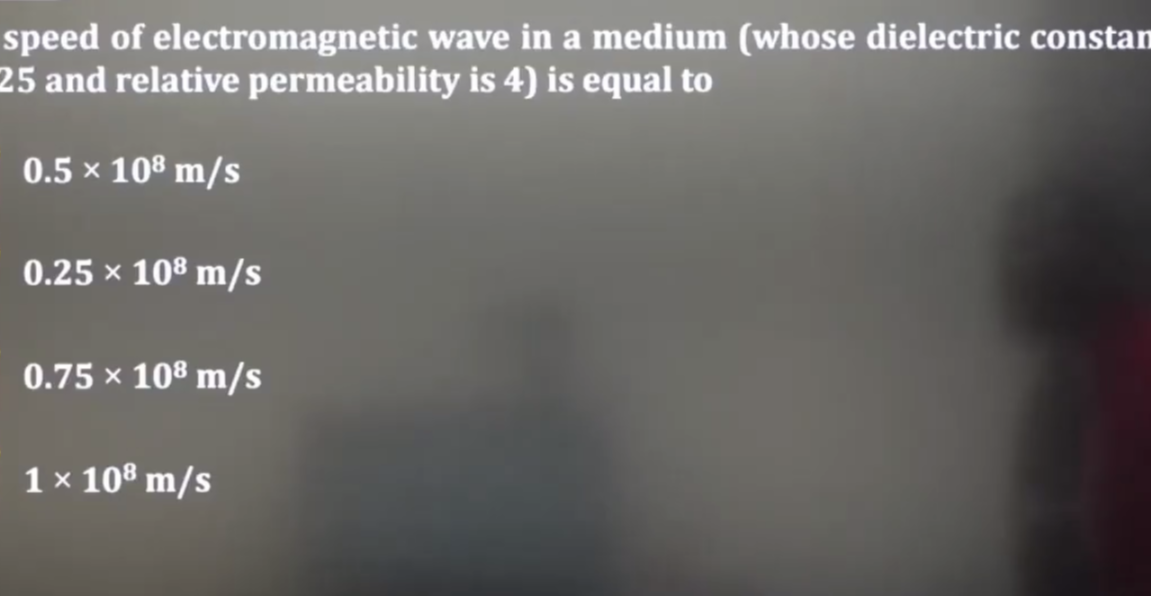 speed of electromagnetic wave in a medium (whose dielectric constan
25 and relative permeability is 4) is equal to
0.5 × 10⁸ m/s
0.25 × 10⁸ m/s
0.75 × 10⁸ m/s
1 × 10⁸ m/s